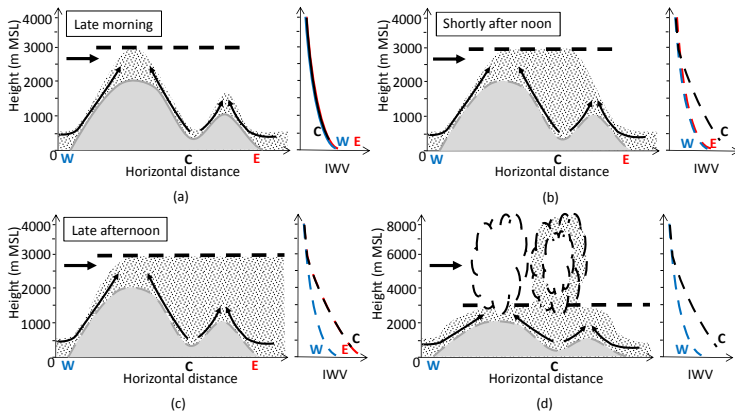 Late morning
Height (m MSL)
4000
3000
2000
1000
0
W
C
E
Horizontal distance
C
W E
IWV
(a)
Shortly after noon
Height (m MSL)
4000
3000
2000
1000
0
W
C
E
Horizontal distance
C
W E
IWV
(b)
Late afternoon
Height (m MSL)
4000
3000
2000
1000
0
W
C
E
Horizontal distance
C
W E
IWV
(c)
Height (m MSL)
8000
6000
4000
2000
0
W
C
E
Horizontal distance
C
W
IWV
(d)